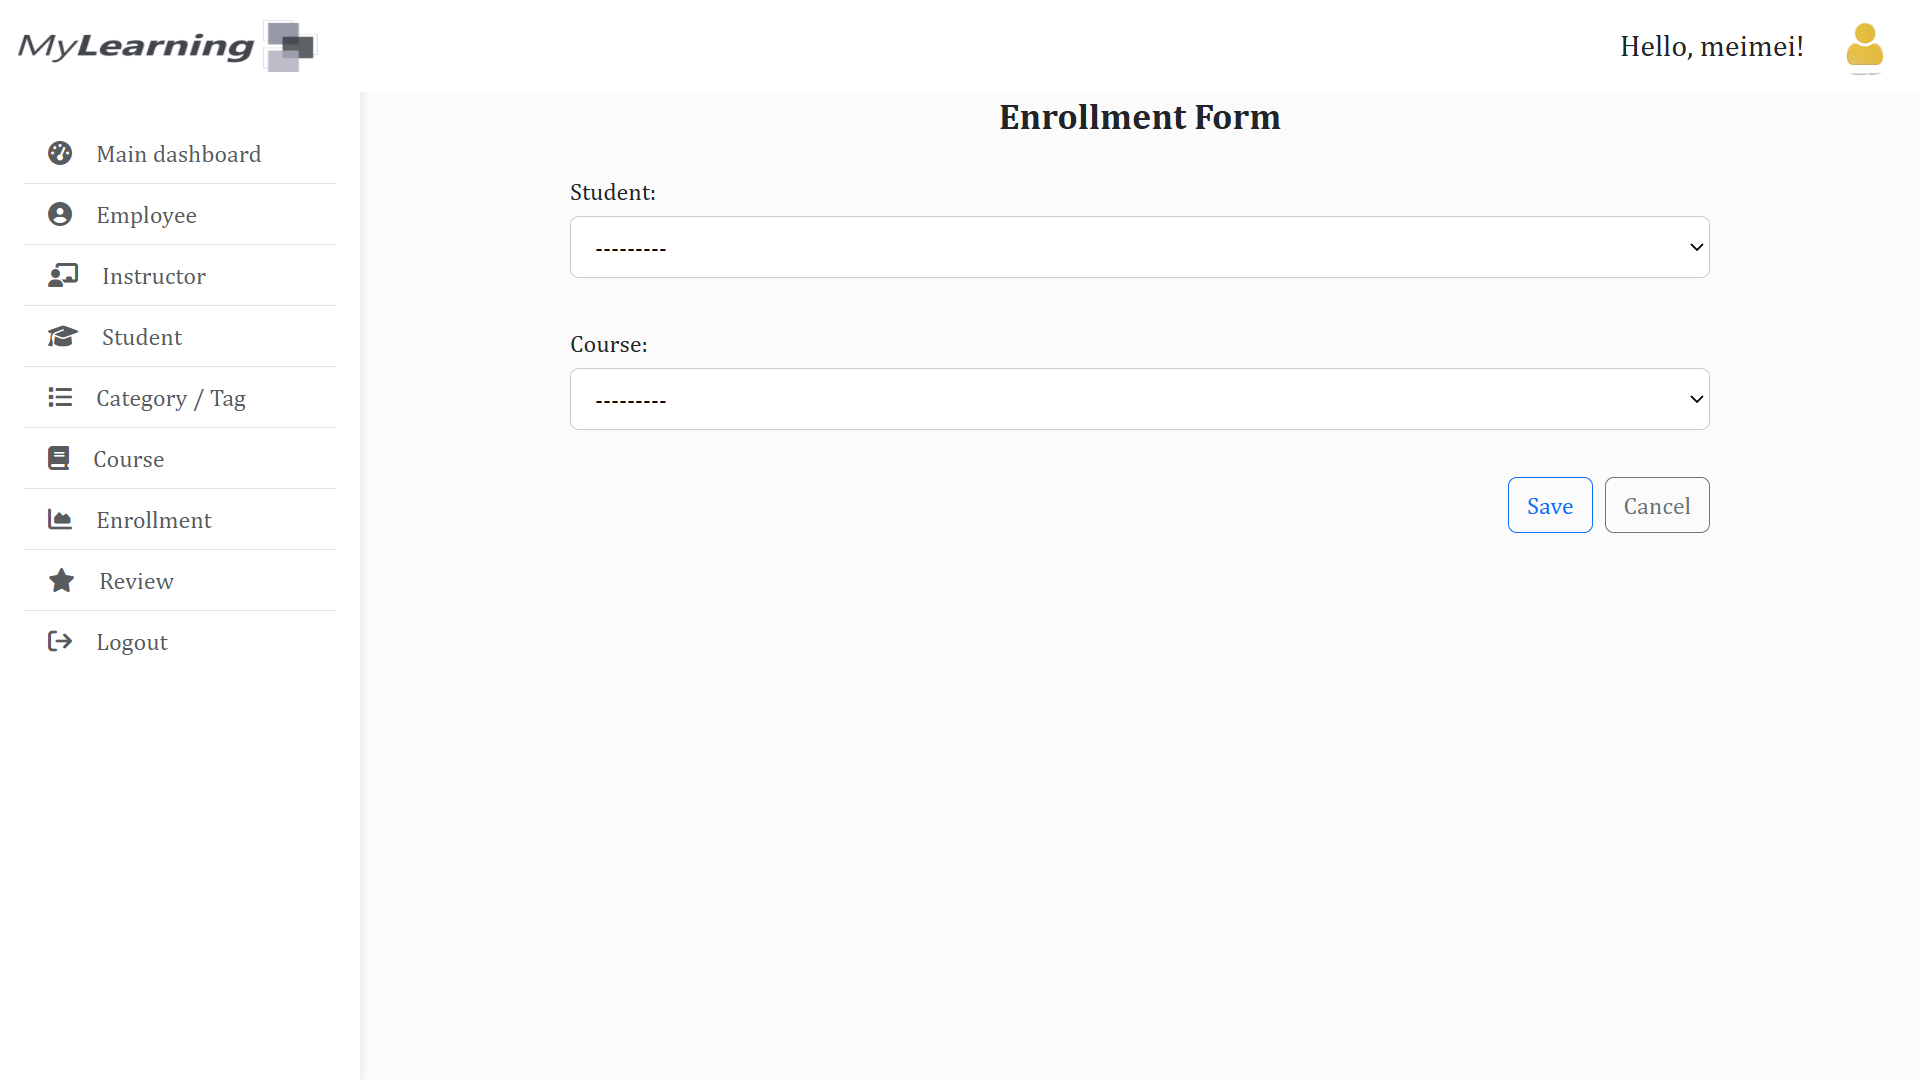 MyLearning
Hello, meimei!
Main dashboard
Employee
Instructor
Student
Category / Tag
Course
Enrollment
Review
Logout
Enrollment Form
Student:
---------
Course:
---------
Save
Cancel